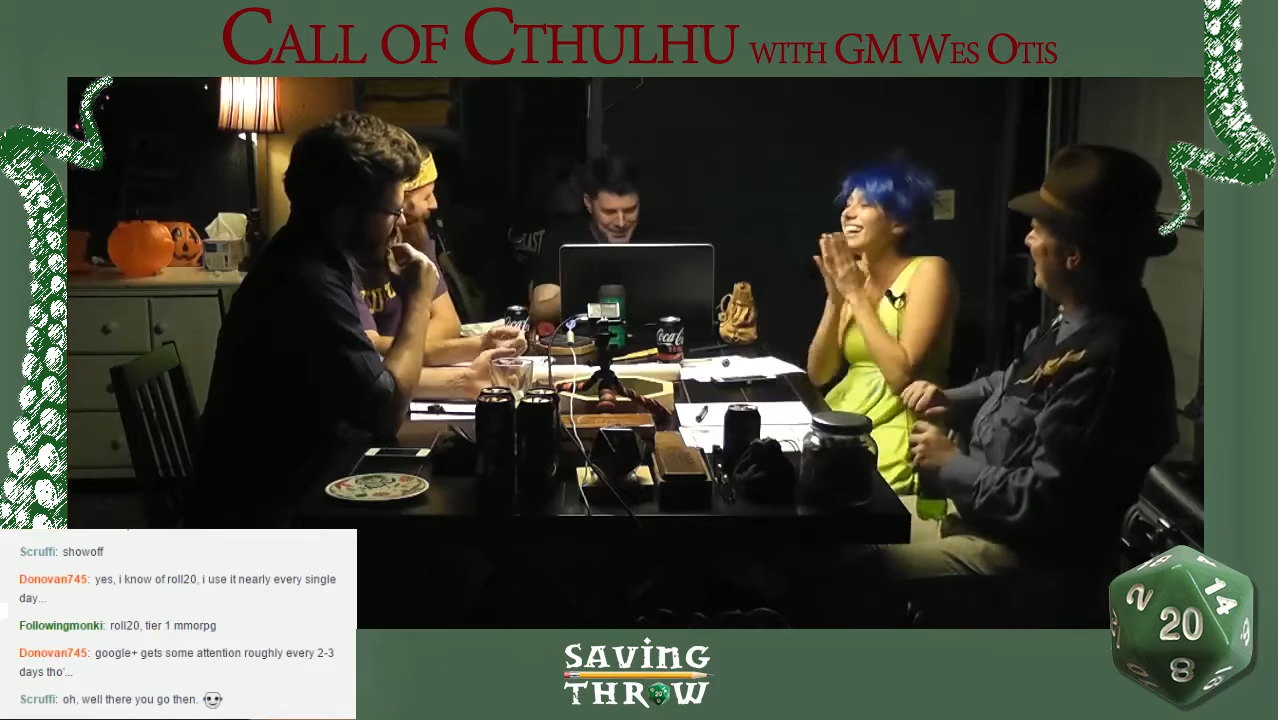 CALL OF CTHULHU WITH GM WES OTIS
Coca-Cola
Scruffi: showoff
Donovan745: yes, i know of roll20, i use it nearly every single
day...
Followingmonki: roll20, tier 1 mmorpg
Donovan745: google+ gets some attention roughly every 2-3
days tho'...
Scruffi: oh, well there you go then.
SAVING
THROW
20
2
14
8